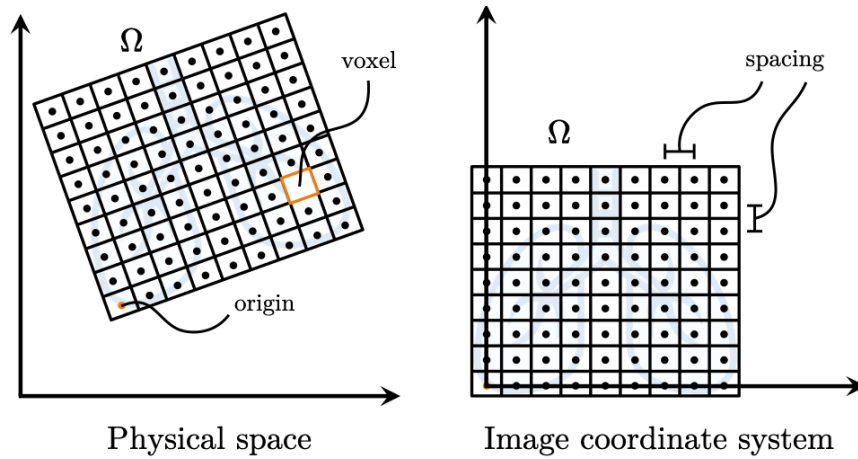 Ω
voxel
origin
Physical space
spacing
Ω
Image coordinate system